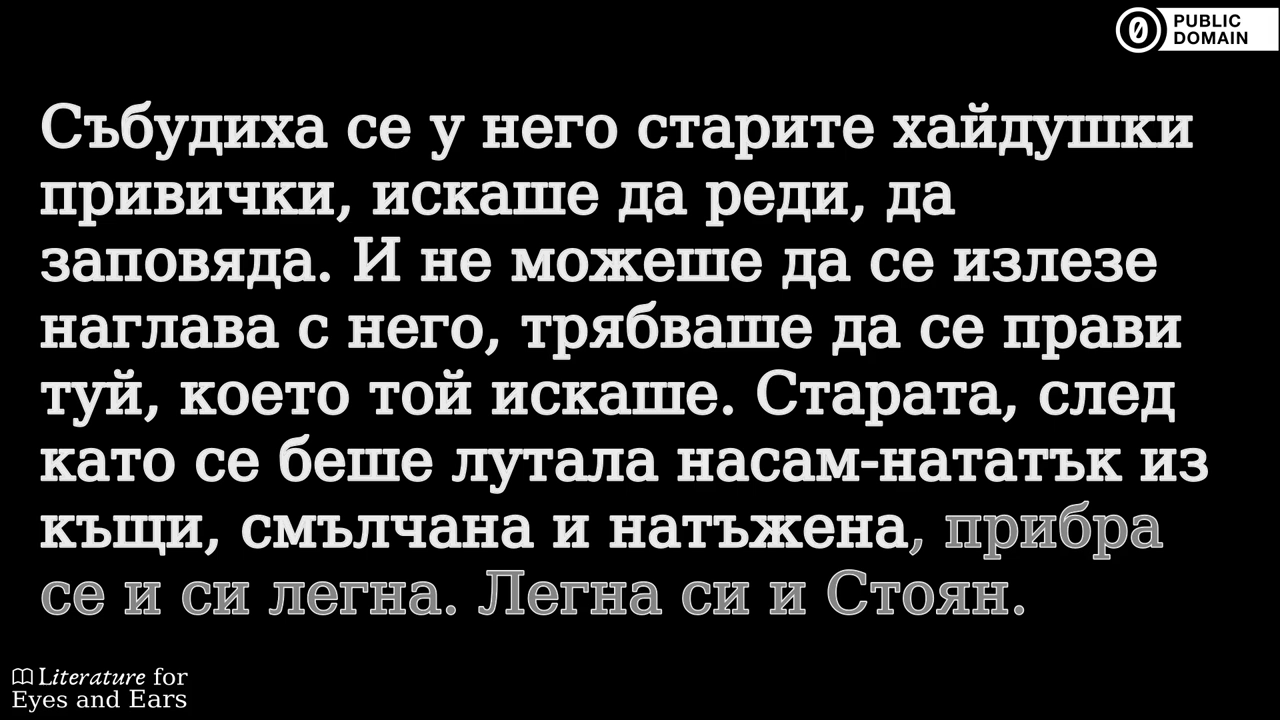 PUBLIC
DOMAIN
Събудиха се у него старите хайдушки
привички, искаше да реди, да
заповяда. И не можеше да се излезе
наглава с него, трябваше да се прави
туй, което той искаше. Старата, след
като се беше лутала насам-нататък из
къщи, смълчана и натъжена, прибра
се и си легна. Легна си и Стоян.
Literature for
Eyes and Ears